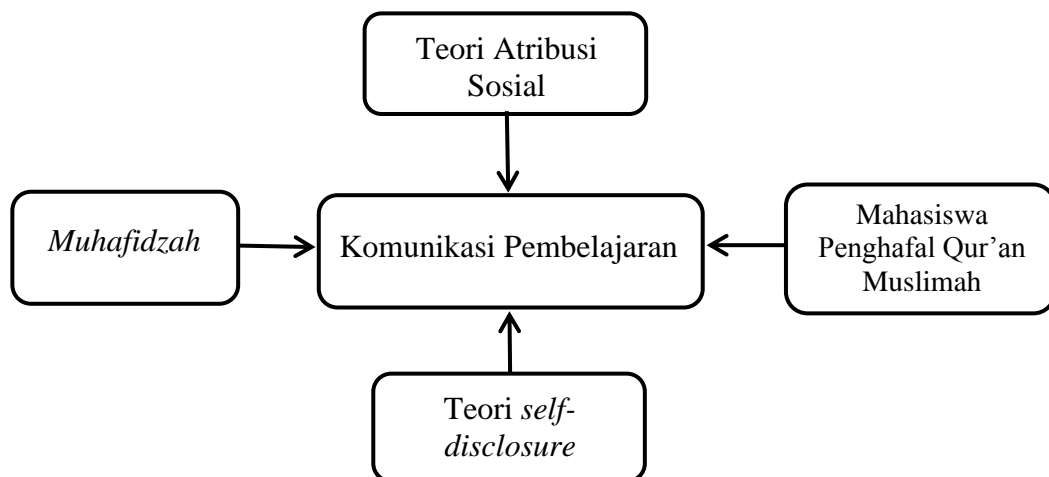 Teori Atribusi
Sosial
Muhafidzah
Komunikasi Pembelajaran
Mahasiswa
Penghafal Qur’an
Muslimah
Teori self-
disclosure